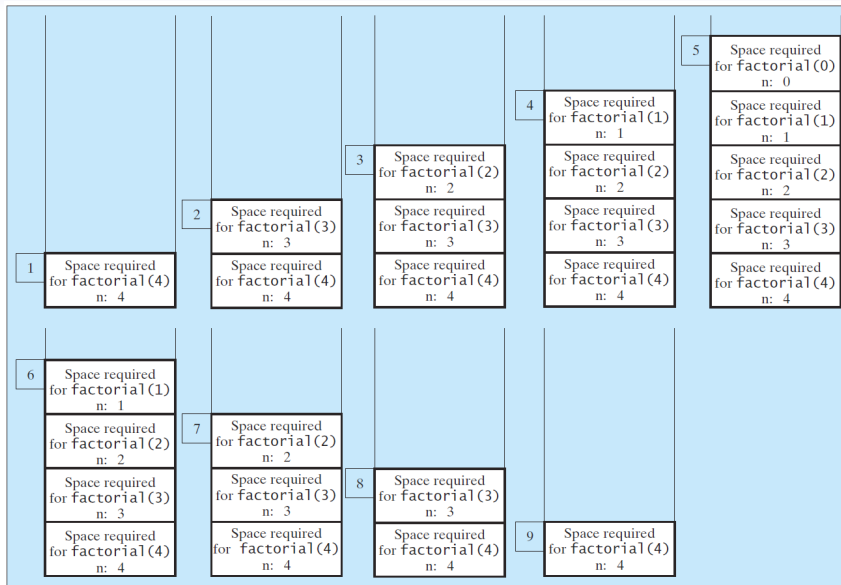 1
Space required
for factorial(4)
n: 4
2
Space required
for factorial(3)
n: 3
Space required
for factorial(4)
n: 4
3
Space required
for factorial(2)
n: 2
Space required
for factorial(3)
n: 3
Space required
for factorial(4)
n: 4
4
Space required
for factorial(1)
n: 1
Space required
for factorial(2)
n: 2
Space required
for factorial(3)
n: 3
Space required
for factorial(4)
n: 4
5
Space required
for factorial(0)
n: 0
Space required
for factorial(1)
n: 1
Space required
for factorial(2)
n: 2
Space required
for factorial(3)
n: 3
Space required
for factorial(4)
n: 4
6
Space required
for factorial(1)
n: 1
Space required
for factorial(2)
n: 2
Space required
for factorial(3)
n: 3
Space required
for factorial(4)
n: 4
7
Space required
for factorial(2)
n: 2
Space required
for factorial(3)
n: 3
Space required
for factorial(4)
n: 4
8
Space required
for factorial(3)
n: 3
Space required
for factorial(4)
n: 4
9
Space required
for factorial(4)
n: 4